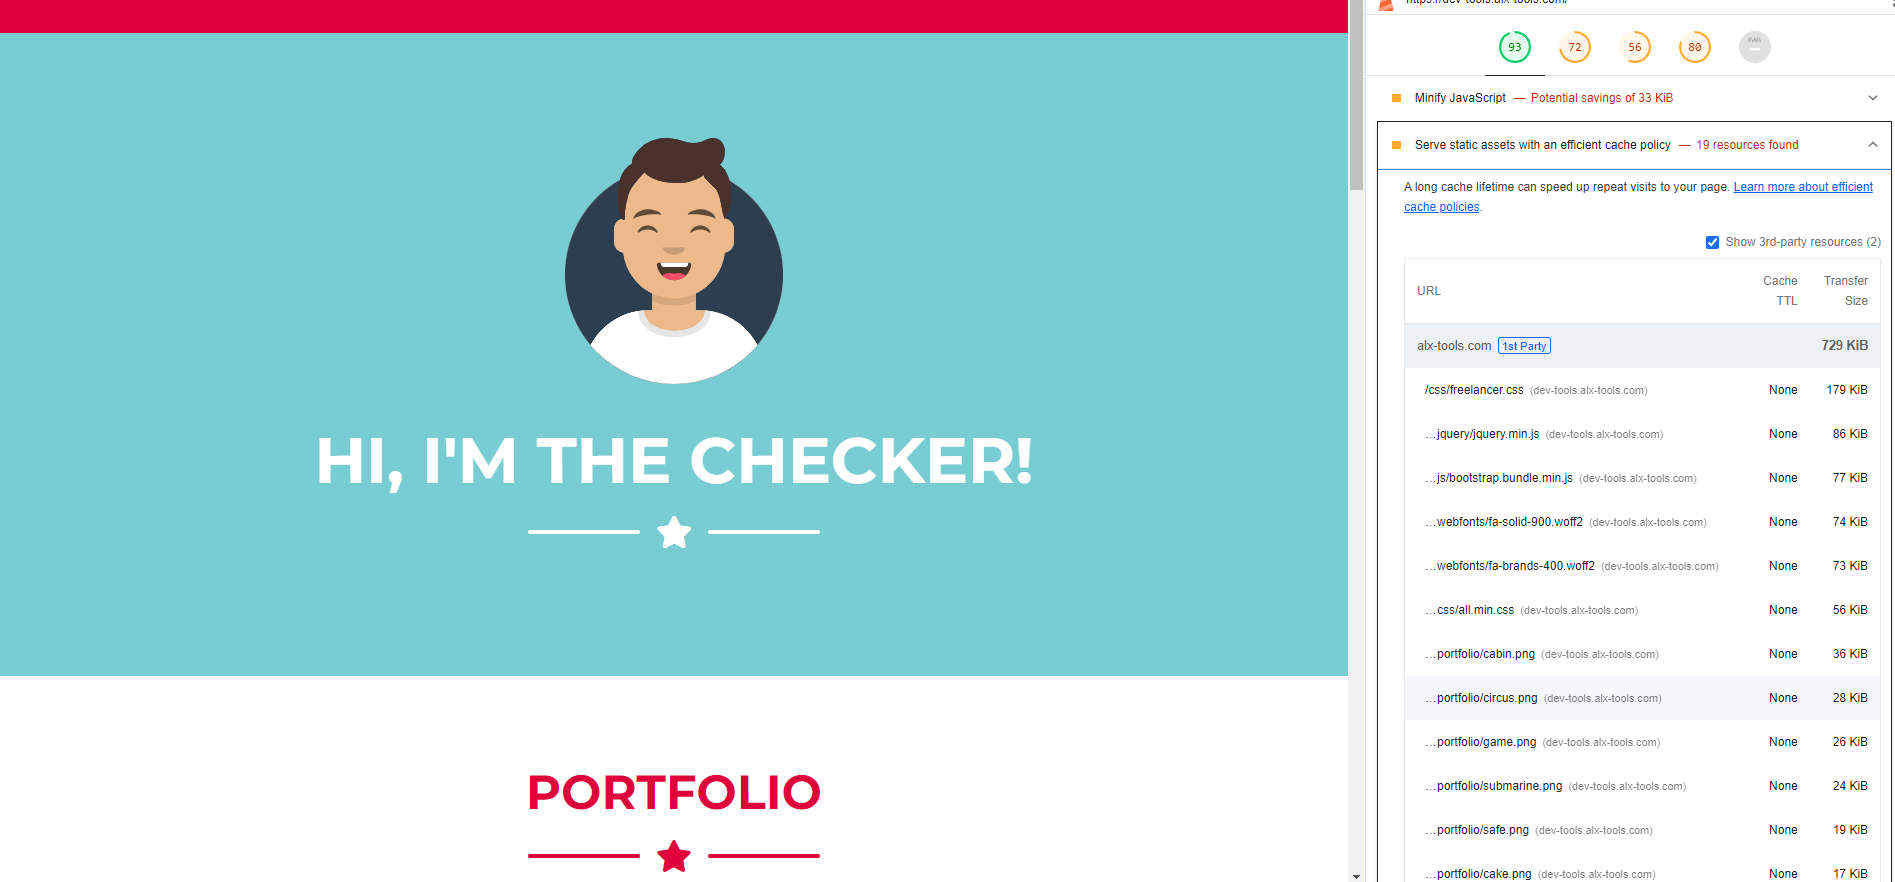 HI, I'M THE CHECKER!
PORTFOLIO
https://dev-tools.alx-tools.com/
93
72
56
80
PWA
Minify JavaScript — Potential savings of 33 KiB
Serve static assets with an efficient cache policy — 19 resources found
A long cache lifetime can speed up repeat visits to your page. Learn more about efficient
cache policies.
Show 3rd-party resources (2)
URL
Cache
TTL
Transfer
Size
alx-tools.com 1st Party 729 KiB
/css/freelancer.css (dev-tools.alx-tools.com) None 179 KiB
…jquery/jquery.min.js (dev-tools.alx-tools.com) None 86 KiB
…js/bootstrap.bundle.min.js (dev-tools.alx-tools.com) None 77 KiB
…webfonts/fa-solid-900.woff2 (dev-tools.alx-tools.com) None 74 KiB
…webfonts/fa-brands-400.woff2 (dev-tools.alx-tools.com) None 73 KiB
…css/all.min.css (dev-tools.alx-tools.com) None 56 KiB
…portfolio/cabin.png (dev-tools.alx-tools.com) None 36 KiB
…portfolio/circus.png (dev-tools.alx-tools.com) None 28 KiB
…portfolio/game.png (dev-tools.alx-tools.com) None 26 KiB
…portfolio/submarine.png (dev-tools.alx-tools.com) None 24 KiB
…portfolio/safe.png (dev-tools.alx-tools.com) None 19 KiB
…portfolio/cake.png (dev-tools.alx-tools.com) None 17 KiB